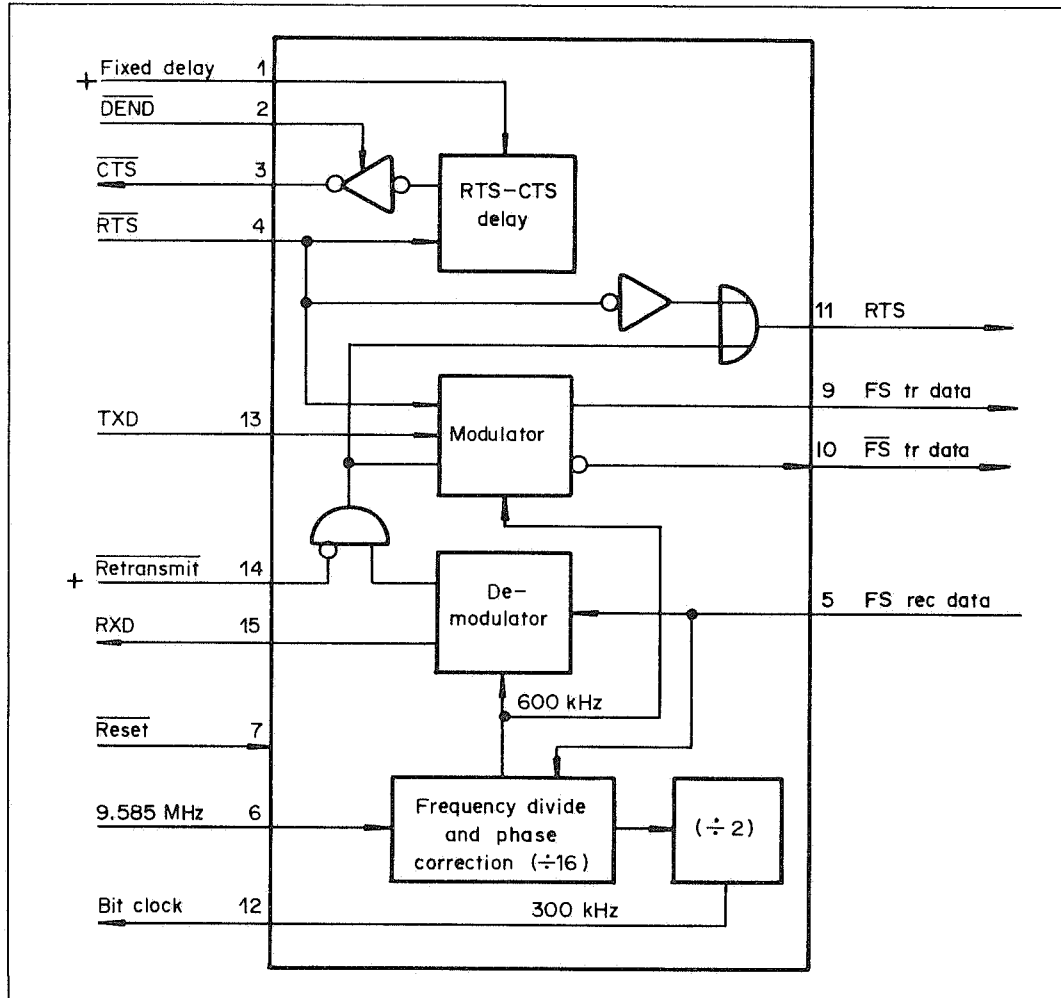 + Fixed delay 1
DEND 2
CTS 3
RTS 4
RTS-CTS
delay
11 RTS
9 FS tr data
TXD 13
Modulator
10 FS tr data
+ Retransmit 14
De-
modulator
5 FS rec data
RXD 15
600 kHz
Reset 7
9.585 MHz 6
Frequency divide
and phase
correction (÷16)
(÷2)
Bit clock 12
300 kHz